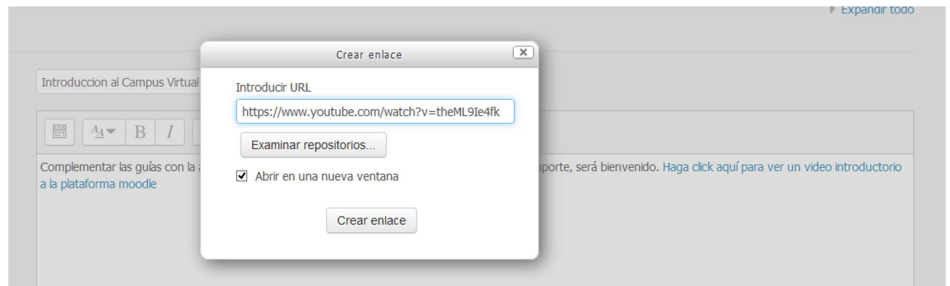 Expandir todo
Crear enlace
Introduccion al Campus Virtual
Introducir URL
https://www.youtube.com/watch?v=theML9Ie4fk
B I
Examinar repositorios...
Complementar las guías con la a
nporte, será bienvenido. Haga click aquí para ver un video introductorio
a la plataforma moodle
Abrir en una nueva ventana
Crear enlace